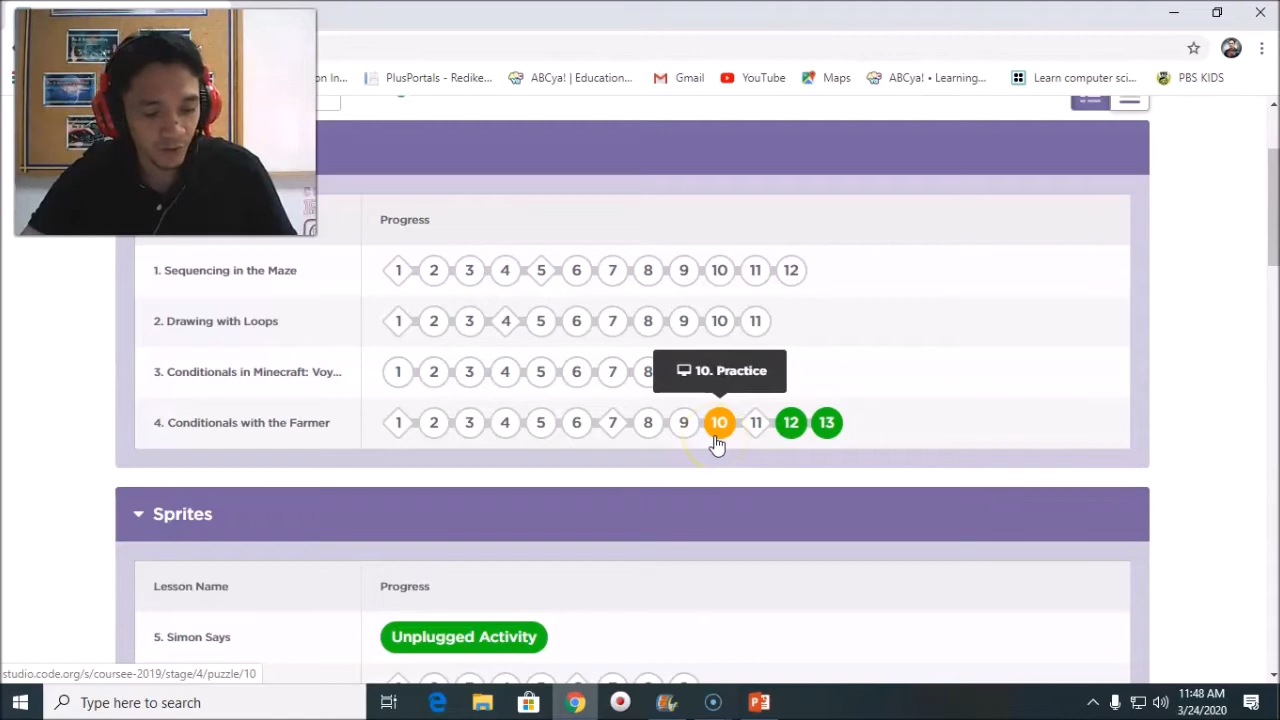 on In...
PlusPortals - Redike...
ABCya! | Education...
Gmail
YouTube
Maps
ABCya! • Learning...
Learn computer sci...
PBS KIDS
Progress
1. Sequencing in the Maze
1 2 3 4 5 6 7 8 9 10 11 12
2. Drawing with Loops
1 2 3 4 5 6 7 8 9 10 11
3. Conditionals in Minecraft: Voy...
1 2 3 4 5 6 7 8
10. Practice
4. Conditionals with the Farmer
1 2 3 4 5 6 7 8 9 10 11 12 13
Sprites
Lesson Name
Progress
5. Simon Says
Unplugged Activity
studio.code.org/s/coursee-2019/stage/4/puzzle/10
Type here to search
11:48 AM
3/24/2020